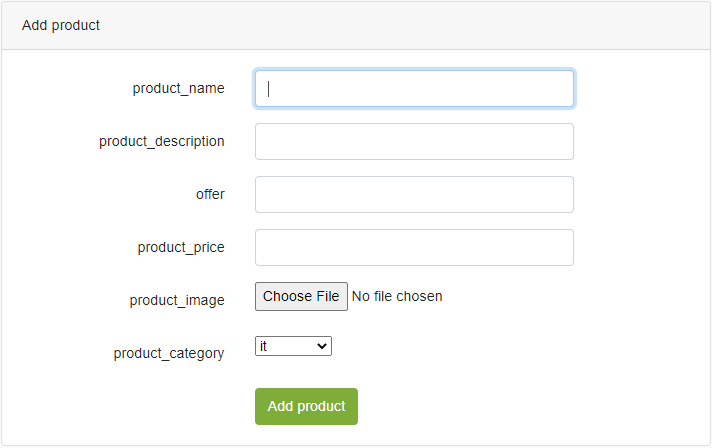 Add product
product_name
product_description
offer
product_price
product_image Choose File No file chosen
product_category it
Add product